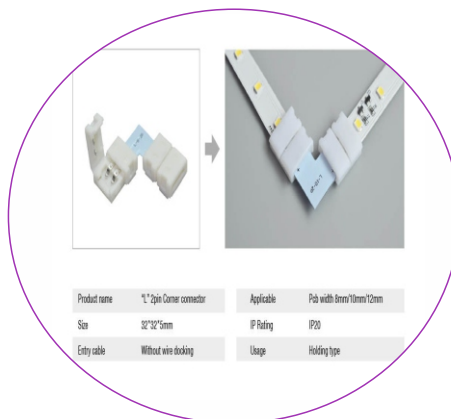 Product name "L" 2pin Corner connector Applicable Pcb width 8mm/10mm/12mm
Size 32*32*5mm IP Rating IP20
Entry cable Without wire docking Usage Holding type